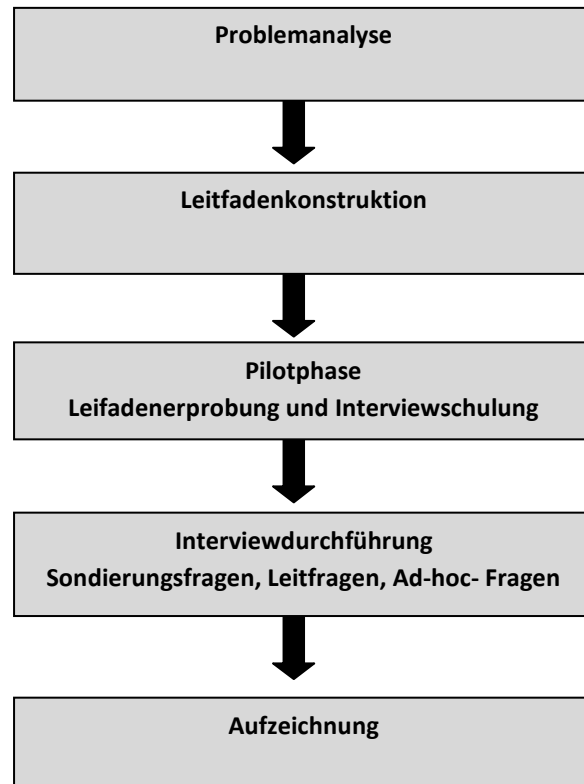 Problemanalyse
Leitfadenkonstruktion
Pilotphase
Leifadenerprobung und Interviewschulung
Interviewdurchführung
Sondierungsfragen, Leitfragen, Ad-hoc- Fragen
Aufzeichnung